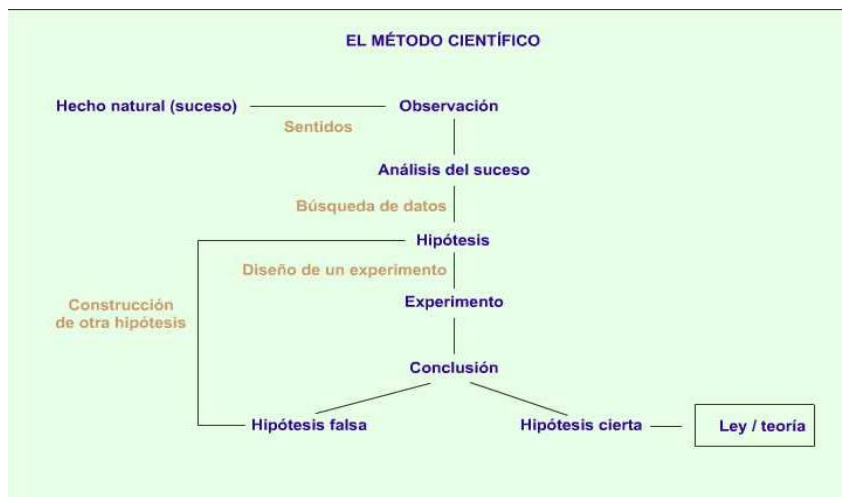 EL MÉTODO CIENTÍFICO
Hecho natural (suceso)
Observación
Sentidos
Análisis del suceso
Búsqueda de datos
Hipótesis
Diseño de un experimento
Experimento
Construcción
de otra hipótesis
Conclusión
Hipótesis falsa
Hipótesis cierta
Ley / teoría